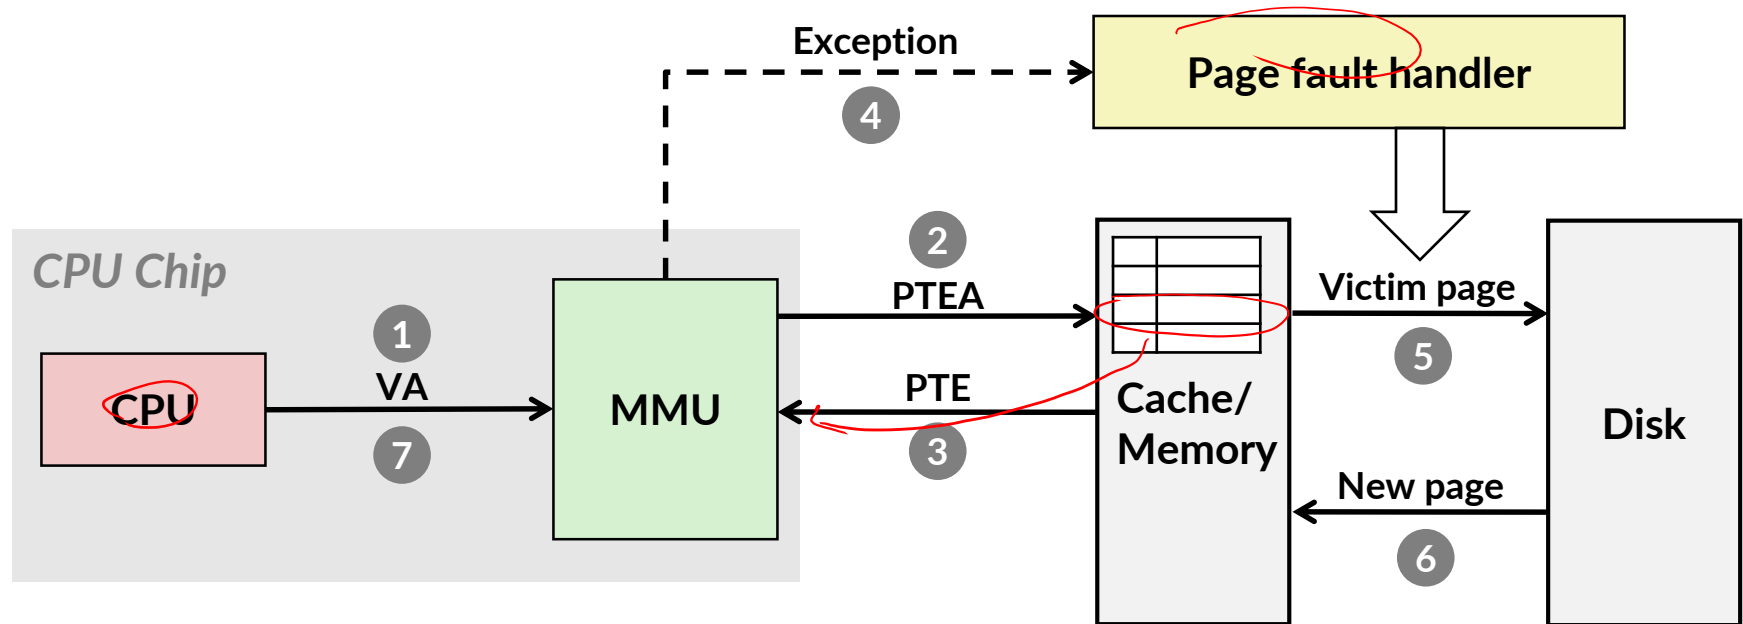 Exception
4
Page fault handler
CPU Chip
2
PTEA
Victim page
1
VA
5
CPU
MMU
PTE
Cache/
Memory
Disk
7
3
New page
6